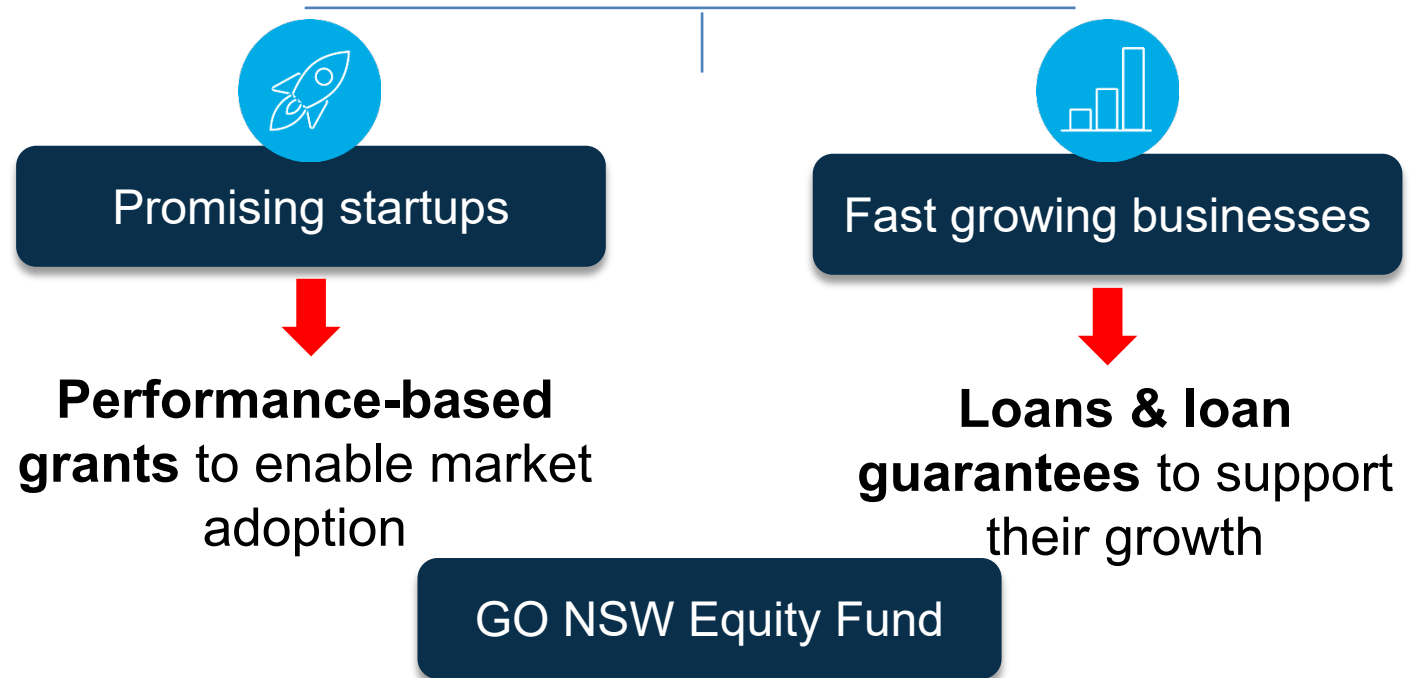 Promising startups
Performance-based
grants to enable market
adoption
Fast growing businesses
Loans & loan
guarantees to support
their growth
GO NSW Equity Fund